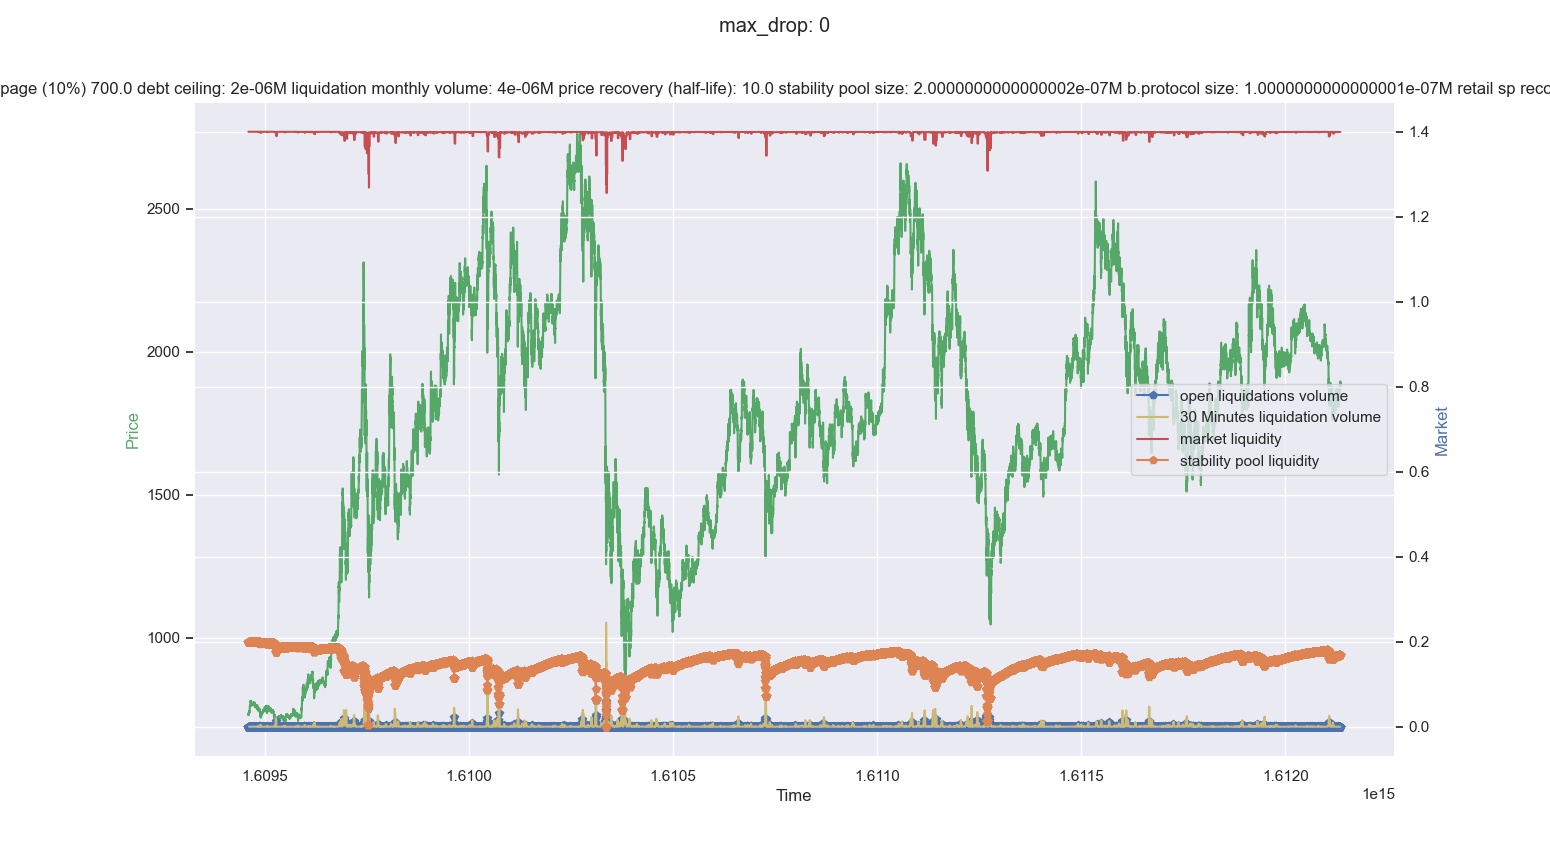 max_drop: 0
page (10%) 700.0 debt ceiling: 2e-06M liquidation monthly volume: 4e-06M price recovery (half-life): 10.0 stability pool size: 2.0000000000000002e-07M b.protocol size: 1.0000000000000001e-07M retail sp reco
1.4
2500
1.2
1.0
2000
0.8
open liquidations volume
30 Minutes liquidation volume
market liquidity
stability pool liquidity
Price
Market
0.6
1500
0.4
1000
0.2
0.0
1.6095 1.6100 1.6105 1.6110 1.6115 1.6120
Time
1e15